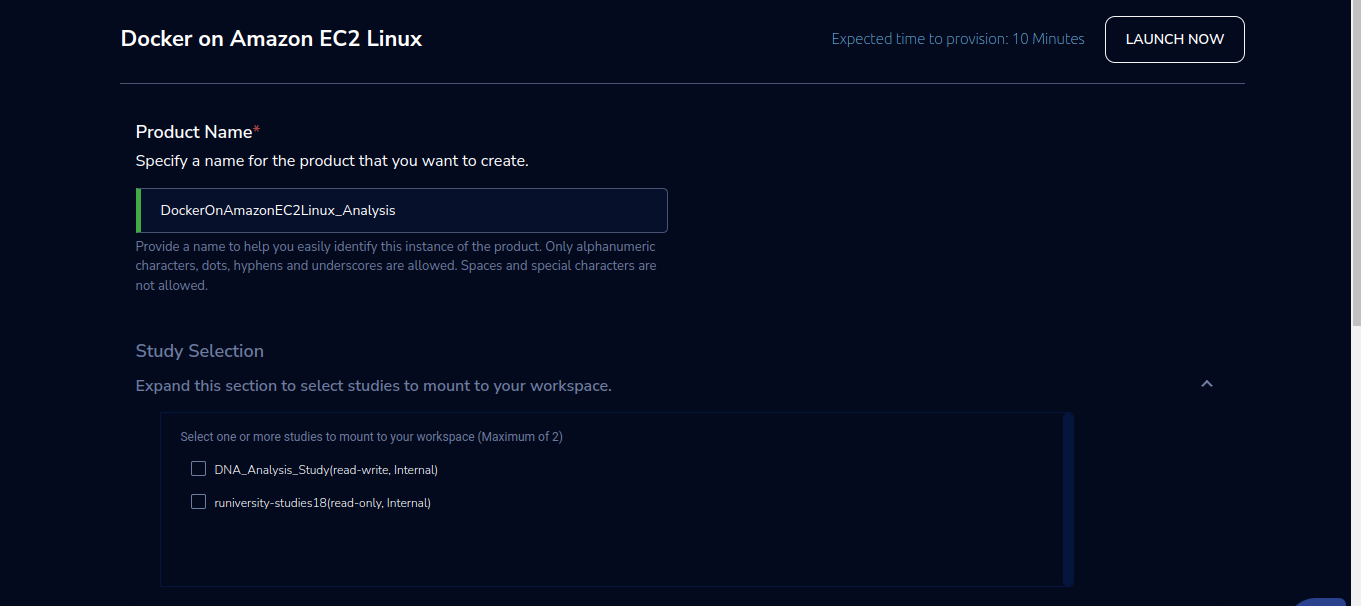 Docker on Amazon EC2 Linux
Expected time to provision: 10 Minutes
LAUNCH NOW
Product Name*
Specify a name for the product that you want to create.
DockerOnAmazonEC2Linux_Analysis
Provide a name to help you easily identify this instance of the product. Only alphanumeric
characters, dots, hyphens and underscores are allowed. Spaces and special characters are
not allowed.
Study Selection
Expand this section to select studies to mount to your workspace.
Select one or more studies to mount to your workspace (Maximum of 2)
DNA_Analysis_Study(read-write, Internal)
runiversity-studies18(read-only, Internal)